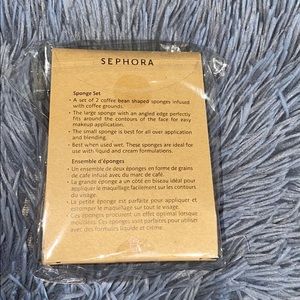 SEPHORA
Sponge Set
• A set of 2 coffee bean shaped sponges infused
with coffee grounds.
• The large sponge with an angled edge perfectly
fits around the contours of the face for easy
makeup application.
• The small sponge is best for all over application
and blending.
• Best when used wet. These sponges are ideal for
use with liquid and cream formulations.
Ensemble d'éponges
• Un ensemble de deux éponges en forme de grains
de café infusé avec du marc de café.
La grande éponge a un côté en biseau idéal pour
appliquer le maquillage facilement sur les contours
du visage.
• La petite éponge est parfaite pour appliquer et
estomper le maquillage sur tout le visage.
Ces éponges procurent un effet optimal lorsque
mouillées. Ces éponges sont parfaites pour utiliser
avec des formules liquide et crème.